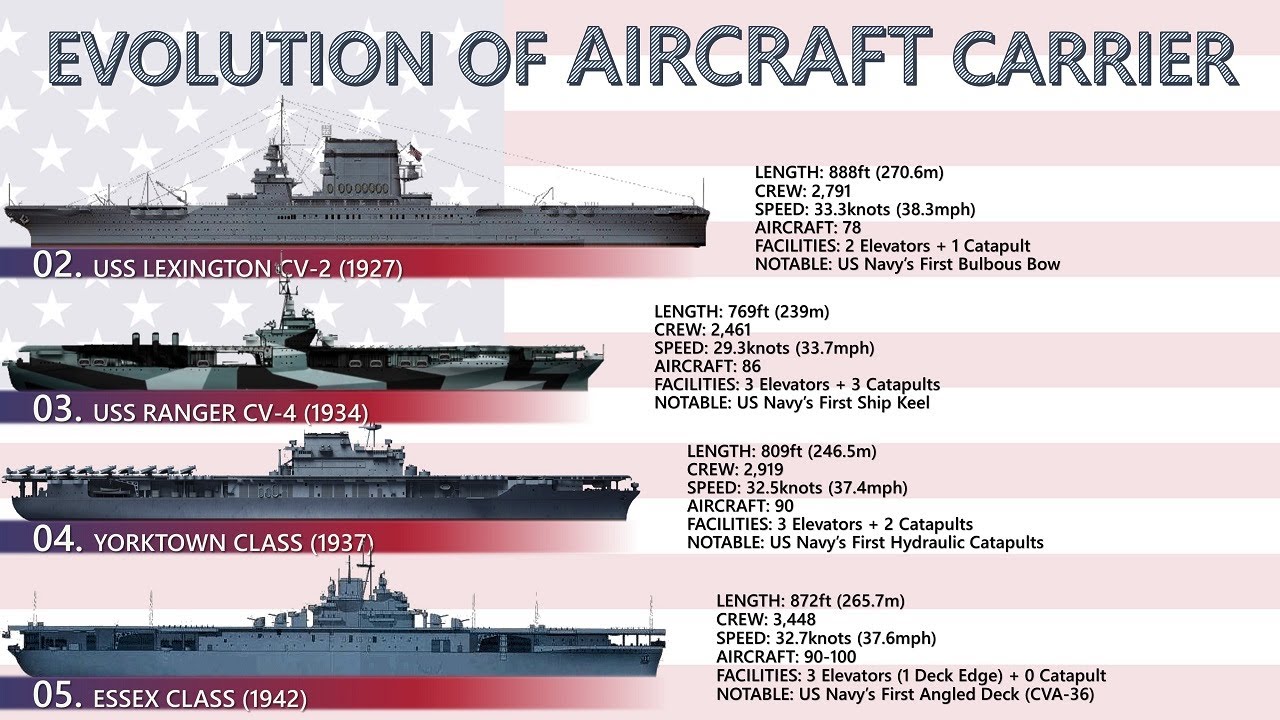 EVOLUTION OF AIRCRAFT CARRIER
LENGTH: 888ft (270.6m)
CREW: 2,791
SPEED: 33.3knots (38.3mph)
AIRCRAFT: 78
FACILITIES: 2 Elevators + 1 Catapult
NOTABLE: US Navy’s First Bulbous Bow
02. USS LEXINGTON CV-2 (1927)
LENGTH: 769ft (239m)
CREW: 2,461
SPEED: 29.3knots (33.7mph)
AIRCRAFT: 86
FACILITIES: 3 Elevators + 3 Catapults
NOTABLE: US Navy’s First Ship Keel
03. USS RANGER CV-4 (1934)
LENGTH: 809ft (246.5m)
CREW: 2,919
SPEED: 32.5knots (37.4mph)
AIRCRAFT: 90
FACILITIES: 3 Elevators + 2 Catapults
NOTABLE: US Navy’s First Hydraulic Catapults
04. YORKTOWN CLASS (1937)
LENGTH: 872ft (265.7m)
CREW: 3,448
SPEED: 32.7knots (37.6mph)
AIRCRAFT: 90-100
FACILITIES: 3 Elevators (1 Deck Edge) + 0 Catapult
NOTABLE: US Navy’s First Angled Deck (CVA-36)
05. ESSEX CLASS (1942)